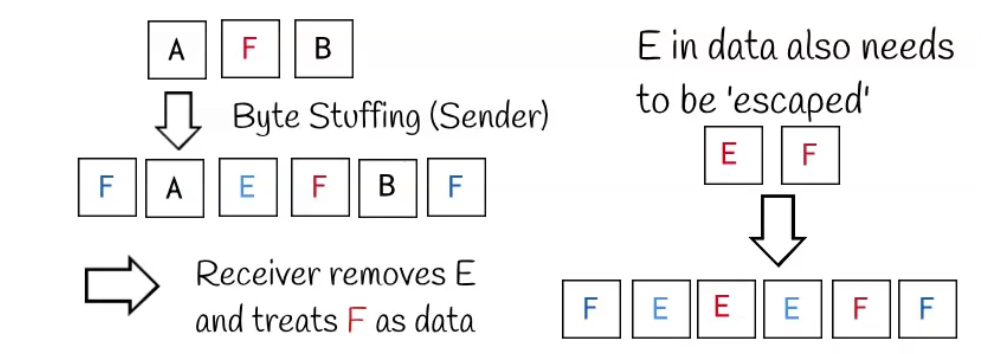 A F B
Byte Stuffing (Sender)
F A E F B F
Receiver removes E
and treats F as data
E in data also needs
to be 'escaped'
E F
F E E E F F